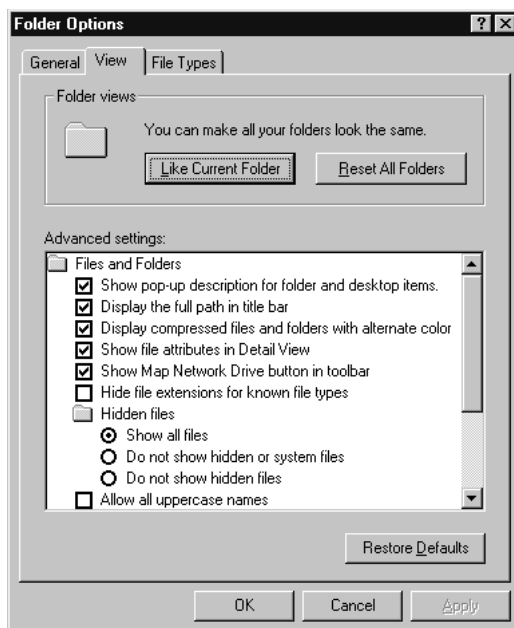 Folder Options
General View File Types
Folder views
You can make all your folders look the same.
Like Current Folder Reset All Folders
Advanced settings:
Files and Folders
Show pop-up description for folder and desktop items.
Display the full path in title bar
Display compressed files and folders with alternate color
Show file attributes in Detail View
Show Map Network Drive button in toolbar
Hide file extensions for known file types
Hidden files
Show all files
Do not show hidden or system files
Do not show hidden files
Allow all uppercase names
Restore Defaults
OK Cancel Apply